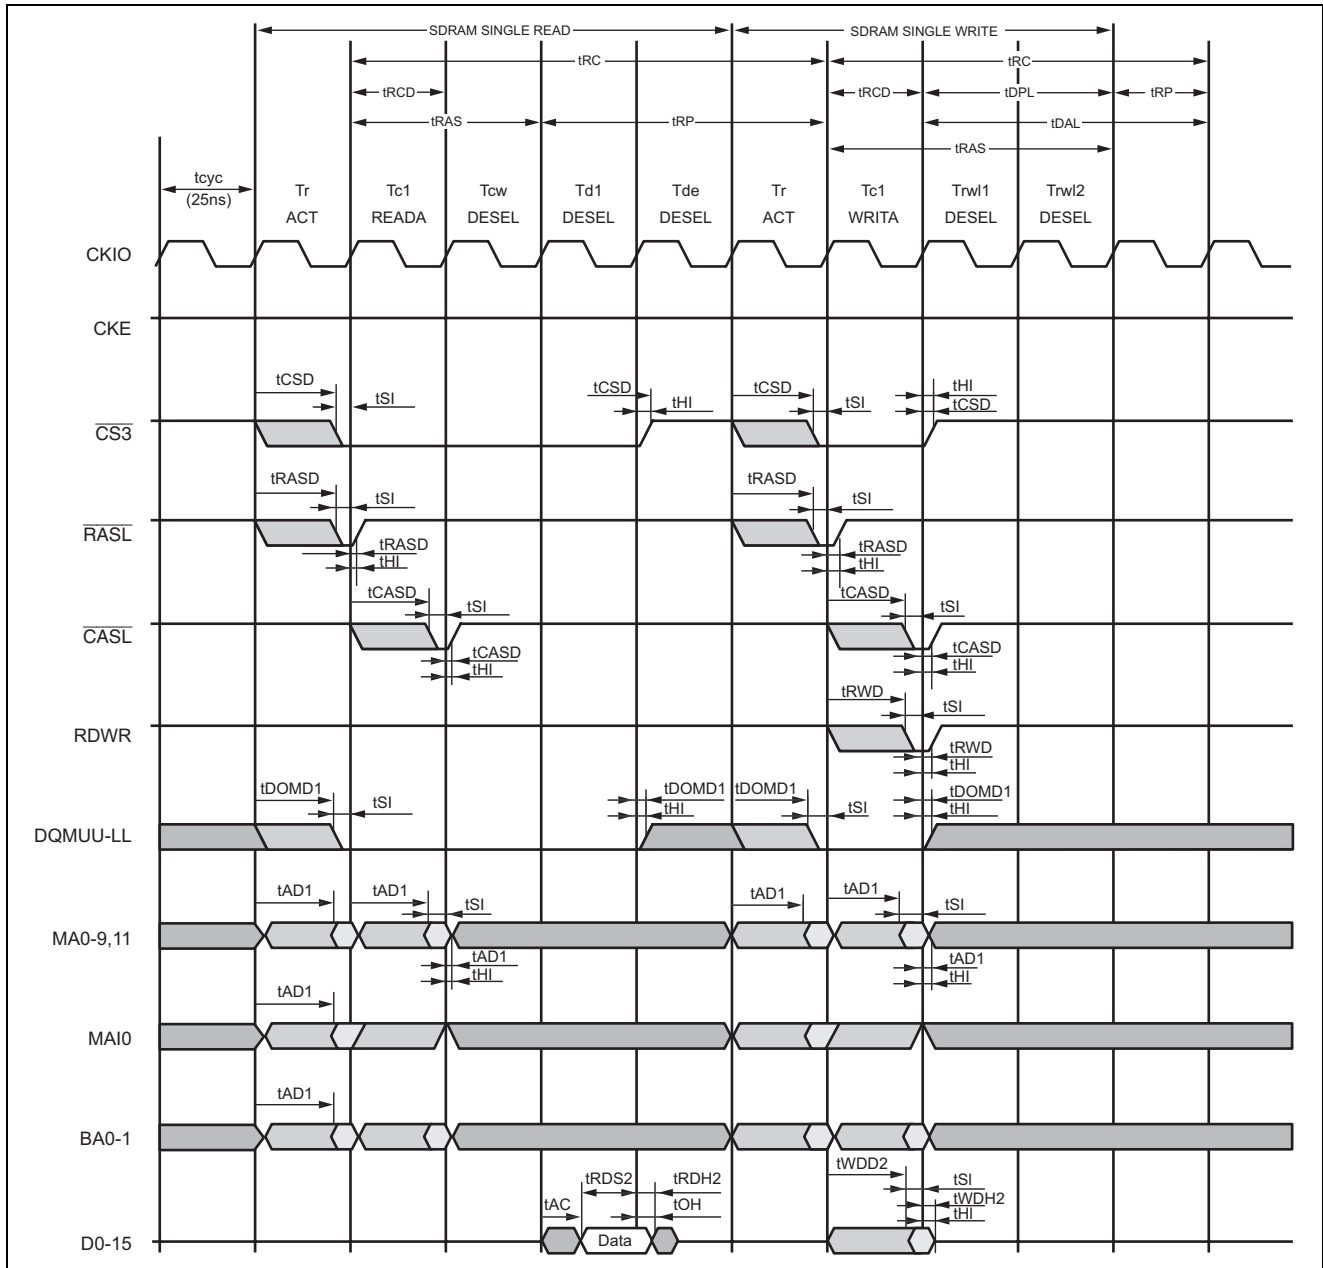 SDRAM SINGLE READ SDRAM SINGLE WRITE
tRC tRC
tRCD tRCD tDPL tRP
tRAS tRP tDAL
tRAS
tcyc
(25ns)
Tr Tc1 Tcw Td1 Tde Tr Tc1 Trwl1 Trwl2
ACT READA DESEL DESEL DESEL ACT WRITA DESEL DESEL
CKIO
CKE
tCSD tCSD tCSD tHI
tSI tHI tSI tCSD
CS3
tRASD tRASD
tSI tSI
RASL
tRASD tRASD
tHI tHI
tCASD tCASD
tSI tSI
CASL
tCASD tCASD
tHI tHI
tRWD
tSI
RDWR
tRWD
tHI
tDOMD1 tDOMD1 tDOMD1 tDOMD1
tSI tHI tSI tHI
DQMUU-LL
tAD1 tAD1 tAD1 tAD1
tSI tSI
MA0-9,11
tAD1 tAD1
tHI tHI
tAD1
MAI0
tAD1
BA0-1
tWDD2
tRDS2 tRDH2 tSI
tAC tOH tWDH2
tHI
D0-15 Data